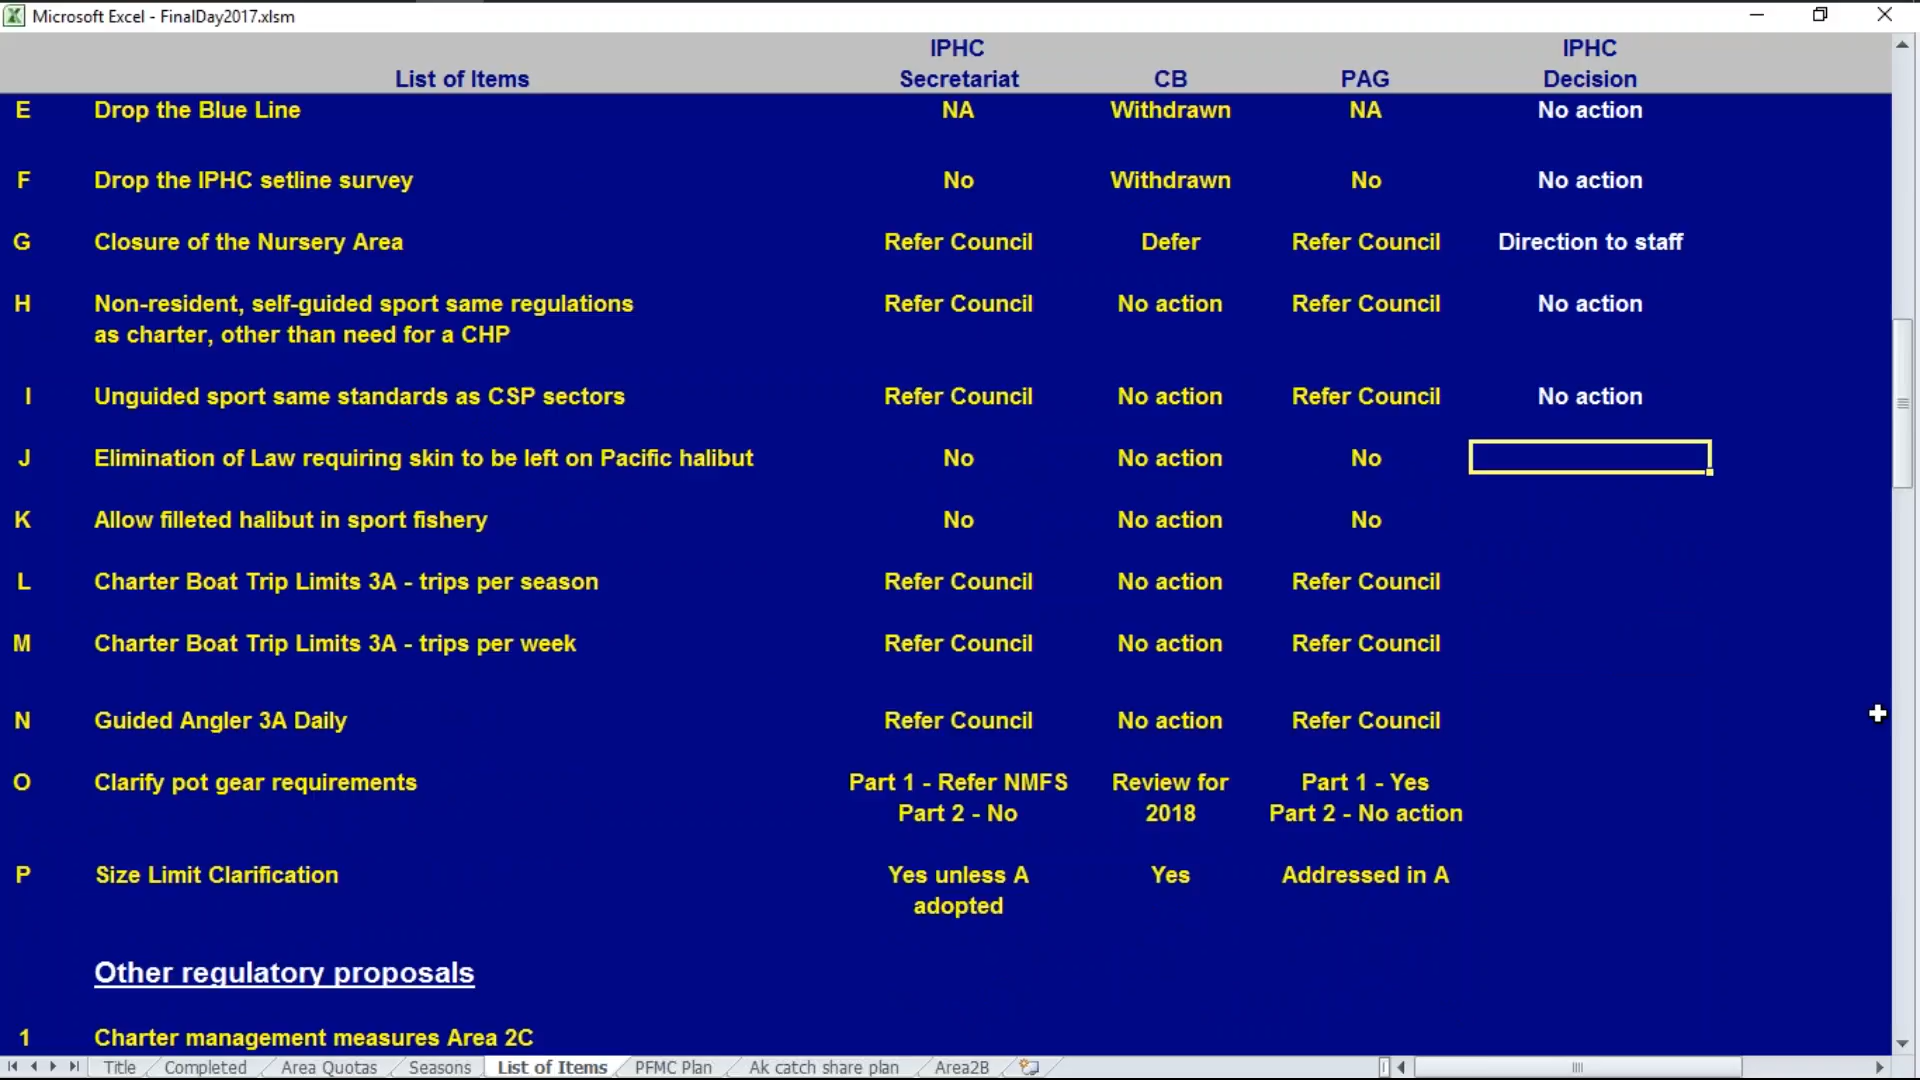 Microsoft Excel - FinalDay2017.xlsm
IPHC IPHC
List of Items Secretariat CB PAG Decision
E Drop the Blue Line NA Withdrawn NA No action
F Drop the IPHC setline survey No Withdrawn No No action
G Closure of the Nursery Area Refer Council Defer Refer Council Direction to staff
H Non-resident, self-guided sport same regulations Refer Council No action Refer Council No action
as charter, other than need for a CHP
I Unguided sport same standards as CSP sectors Refer Council No action Refer Council No action
J Elimination of Law requiring skin to be left on Pacific halibut No No action No
K Allow filleted halibut in sport fishery No No action No
L Charter Boat Trip Limits 3A - trips per season Refer Council No action Refer Council
M Charter Boat Trip Limits 3A - trips per week Refer Council No action Refer Council
N Guided Angler 3A Daily Refer Council No action Refer Council
O Clarify pot gear requirements Part 1 - Refer NMFS Review for Part 1 - Yes
Part 2 - No 2018 Part 2 - No action
P Size Limit Clarification Yes unless A Yes Addressed in A
adopted
Other regulatory proposals
1 Charter management measures Area 2C
Title Completed Area Quotas Seasons List of Items PFMC Plan Ak catch share plan Area2B